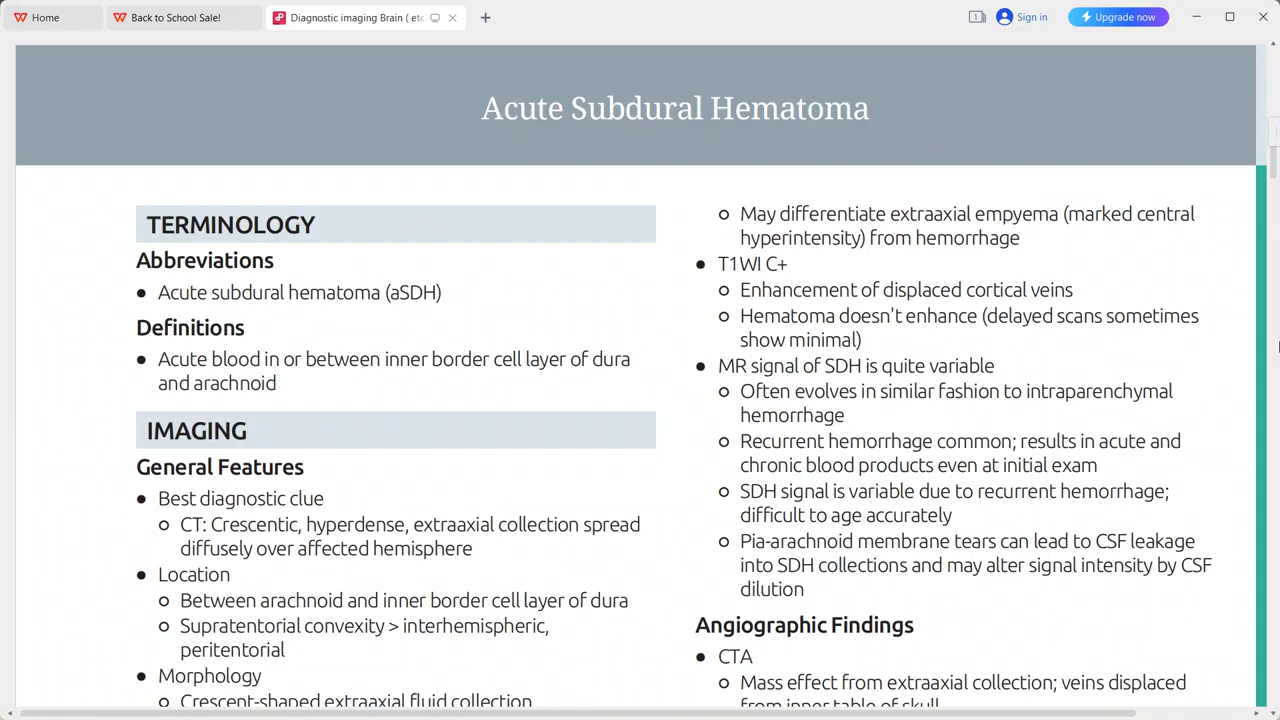 Home
Back to School Sale!
Diagnostic imaging Brain ( etc
1
Sign in
Upgrade now
Acute Subdural Hematoma
TERMINOLOGY
Abbreviations
● Acute subdural hematoma (aSDH)
Definitions
● Acute blood in or between inner border cell layer of dura
and arachnoid
IMAGING
General Features
● Best diagnostic clue
○ CT: Crescentic, hyperdense, extraaxial collection spread
diffusely over affected hemisphere
● Location
○ Between arachnoid and inner border cell layer of dura
○ Supratentorial convexity > interhemispheric,
peritentorial
● Morphology
○ Crescent-shaped extraaxial fluid collection
○ May differentiate extraaxial empyema (marked central
hyperintensity) from hemorrhage
● T1WI C+
○ Enhancement of displaced cortical veins
○ Hematoma doesn't enhance (delayed scans sometimes
show minimal)
● MR signal of SDH is quite variable
○ Often evolves in similar fashion to intraparenchymal
hemorrhage
○ Recurrent hemorrhage common; results in acute and
chronic blood products even at initial exam
○ SDH signal is variable due to recurrent hemorrhage;
difficult to age accurately
○ Pia-arachnoid membrane tears can lead to CSF leakage
into SDH collections and may alter signal intensity by CSF
dilution
Angiographic Findings
● CTA
○ Mass effect from extraaxial collection; veins displaced
from inner table of skull